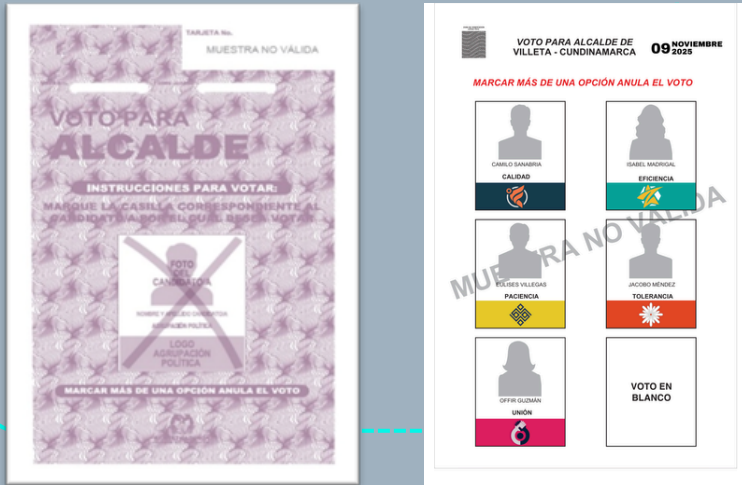 TARJETA No.
MUESTRA NO VÁLIDA
VOTO PARA
ALCALDE
INSTRUCCIONES PARA VOTAR:
MARQUE LA CASILLA CORRESPONDIENTE AL
CANDIDATO/A POR EL CUAL DESEA VOTAR
FOTO
DEL
CANDIDATO/A
NOMBRE Y APELLIDO CANDIDATO/A
AGRUPACIÓN POLÍTICA
LOGO
AGRUPACIÓN
POLÍTICA
MARCAR MÁS DE UNA OPCIÓN ANULA EL VOTO
VOTO PARA ALCALDE DE
VILLETA - CUNDINAMARCA
09 NOVIEMBRE
2025
MARCAR MÁS DE UNA OPCIÓN ANULA EL VOTO
CAMILO SANABRIA
CALIDAD
ISABEL MADRIGAL
EFICIENCIA
MUESTRA NO VALIDA
EULISES VILLEGAS
PACIENCIA
JACOBO MÉNDEZ
TOLERANCIA
OFFIR GUZMÁN
UNIÓN
VOTO EN
BLANCO